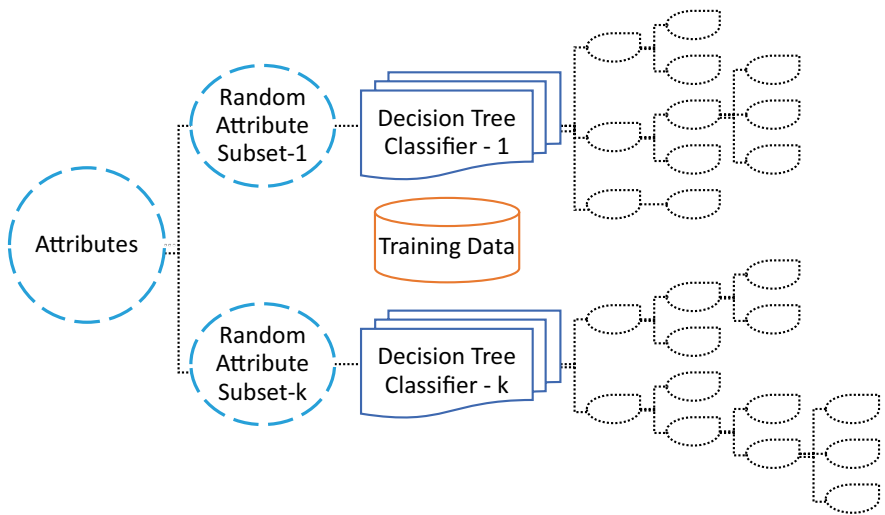 Attributes
Random
Attribute
Subset-1
Decision Tree
Classifier - 1
Training Data
Random
Attribute
Subset-k
Decision Tree
Classifier - k